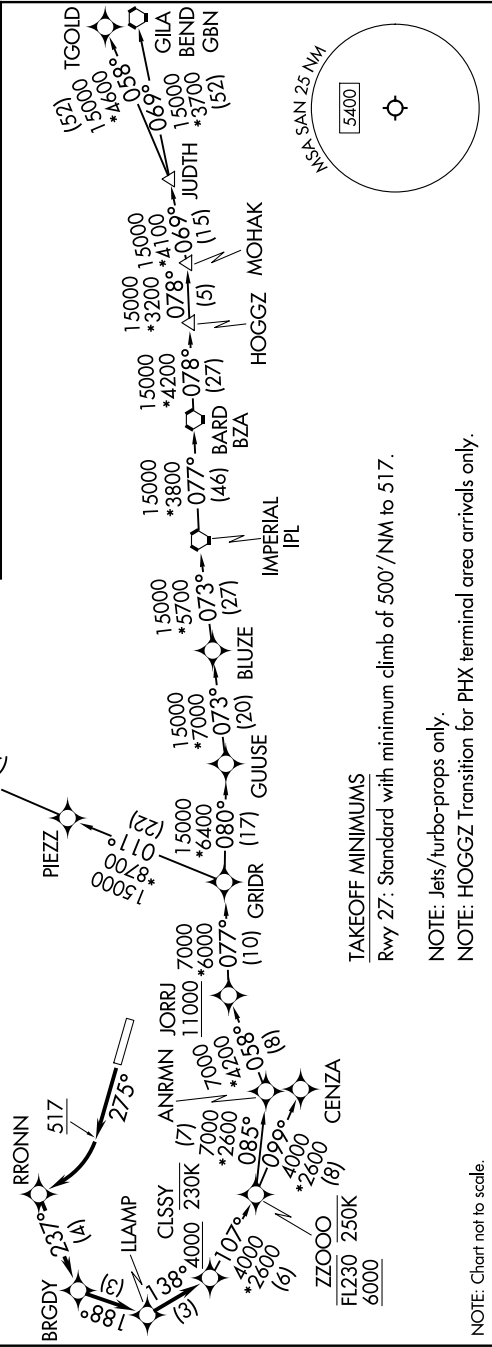 TGOLD
GILA
BEND
GBN
(52)
15000
*4600
058°
069°
15000
*3700
(52)
JUDTH
15000
*4100
069°
(15)
MOHAK
15000
*3200
078°
(5)
HOGGZ
15000
*4200
078°
(27)
BARD
BZA
15000
*3800
077°
(46)
IMPERIAL
IPL
15000
*5700
073°
(27)
BLUZE
15000
*7000
073°
(20)
GUUSE
15000
*6400
080°
(17)
GRIDR
PIEZZ
15000
*8700
011°
(22)
7000
*6000
077°
(10)
JORRJ
11000
7000
*4200
058°
(8)
ANRMN
(7)
7000
*2600
085°
099°
4000
*2600
(8)
CENZA
ZZOOO
FL230 250K
6000
107°
4000
*2600
(6)
CLSSY
4000 230K
138°
(3)
LLAMP
188°
(3)
BRGDY
237°
(4)
RRONN
517
275°
MSA SAN 25 NM
5400
TAKEOFF MINIMUMS
Rwy 27: Standard with minimum climb of 500'/NM to 517.
NOTE: Jets/turbo-props only.
NOTE: HOGGZ Transition for PHX terminal area arrivals only.
NOTE: Chart not to scale.